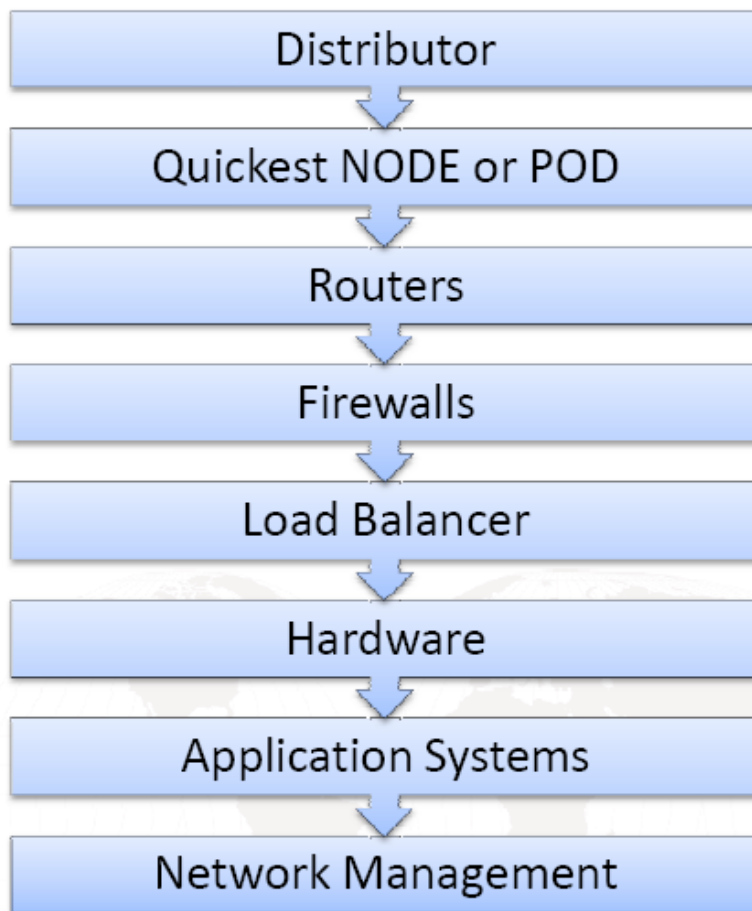 Distributor
Quickest NODE or POD
Routers
Firewalls
Load Balancer
Hardware
Application Systems
Network Management